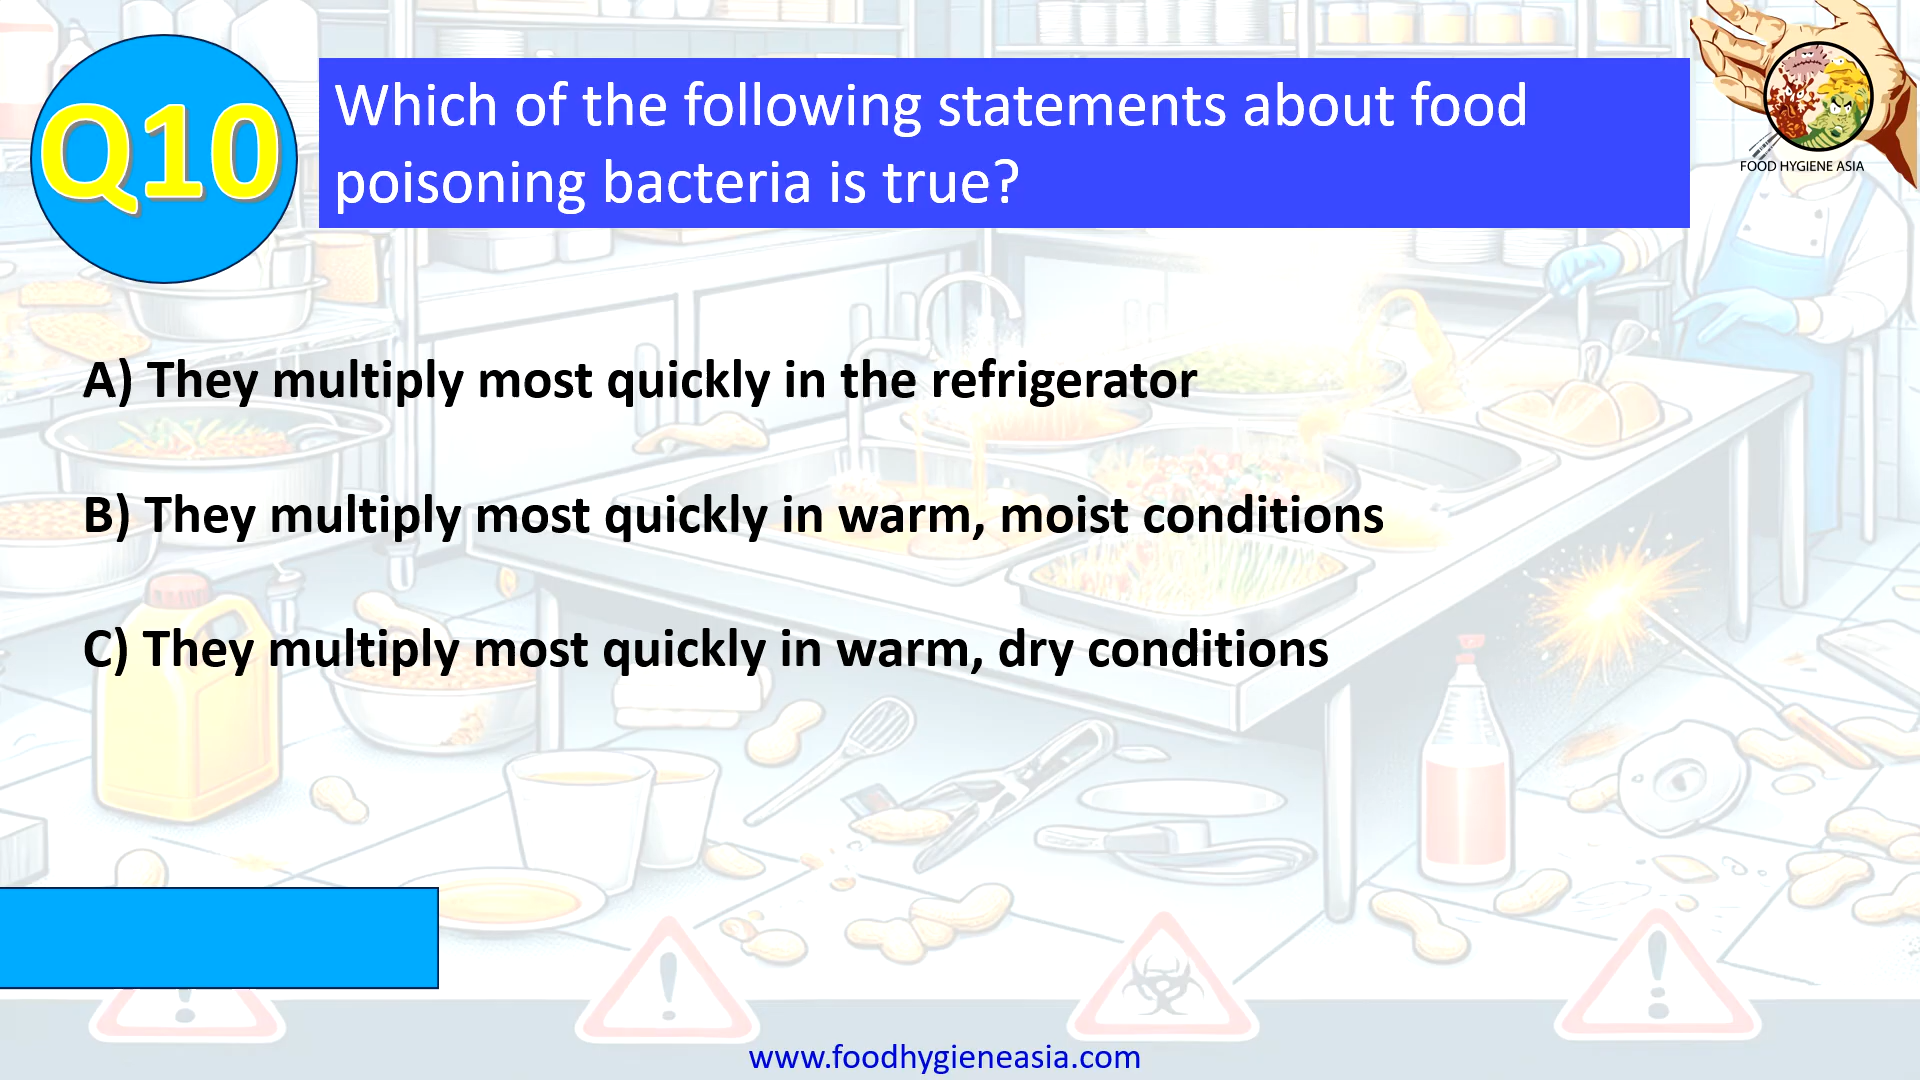 Q10
Which of the following statements about food
poisoning bacteria is true?
FOOD HYGIENE ASIA
A) They multiply most quickly in the refrigerator
B) They multiply most quickly in warm, moist conditions
C) They multiply most quickly in warm, dry conditions
www.foodhygieneasia.com